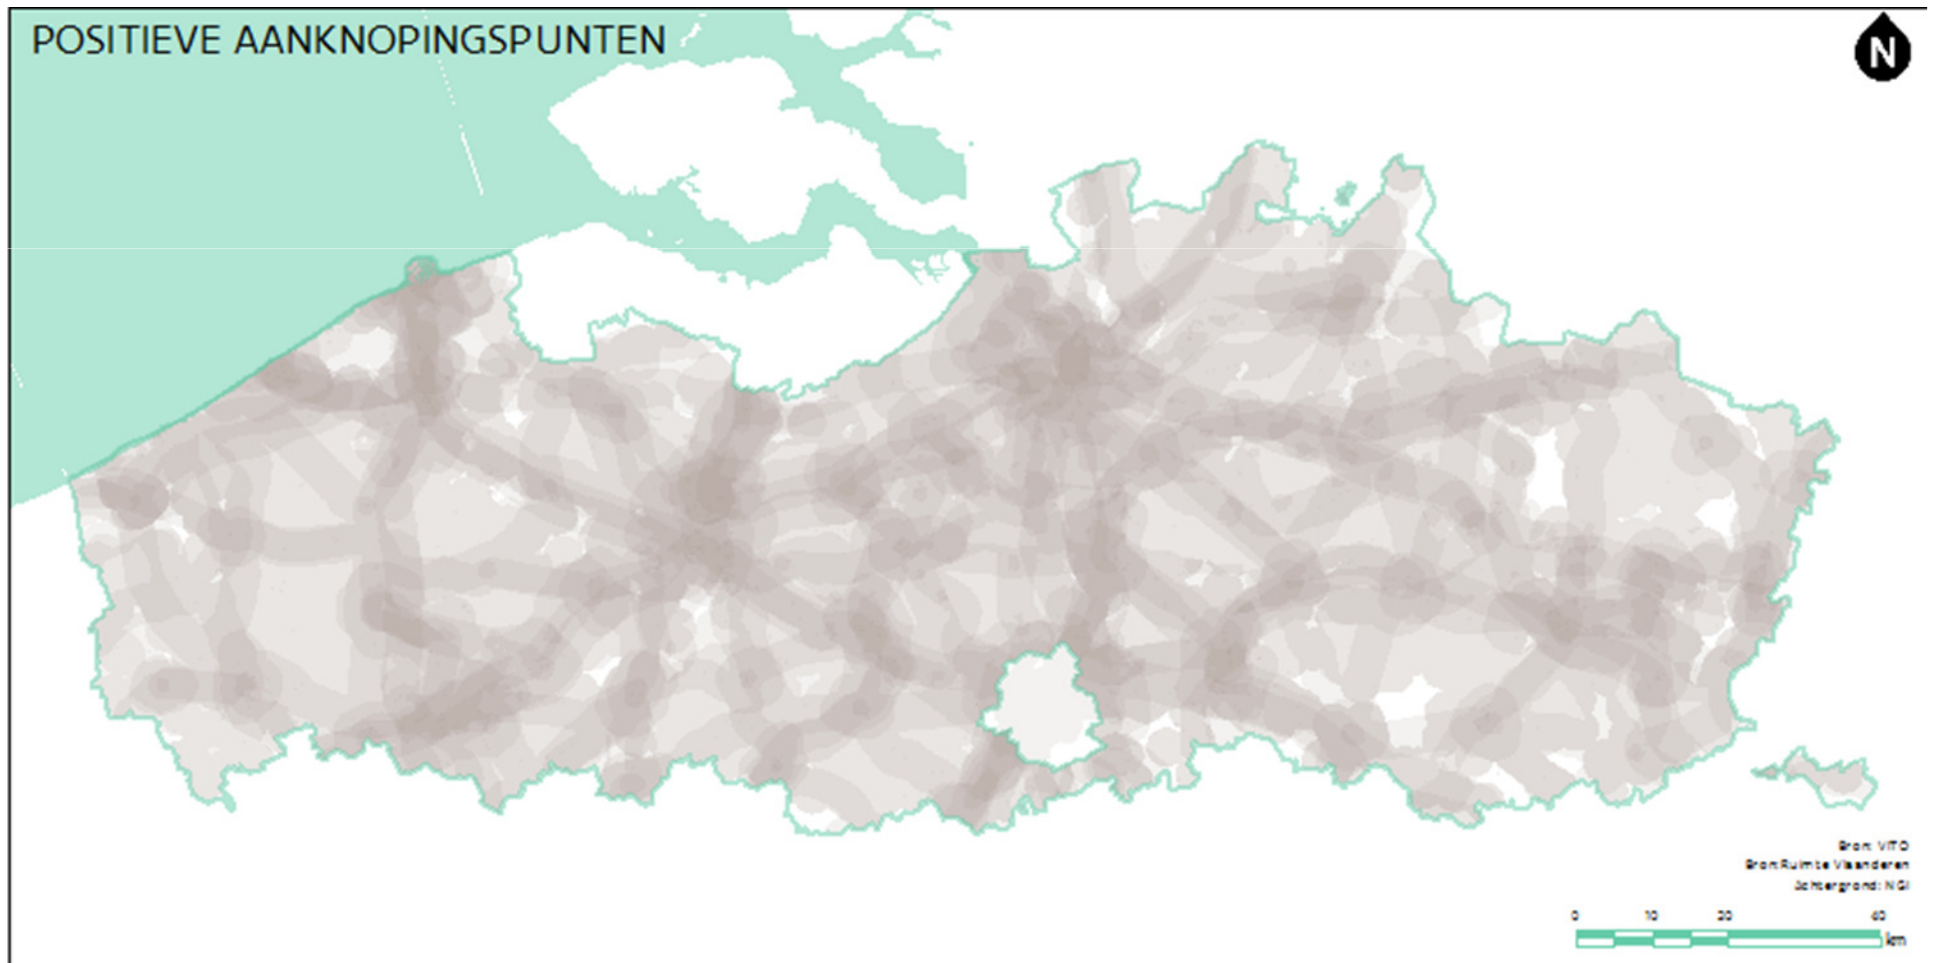 POSITIEVE AANKNOPINGSPUNTEN
N
Bron: VITO
Bron:Ruimte Vlaanderen
Achtergrond: NGI
0 10 20 40
km